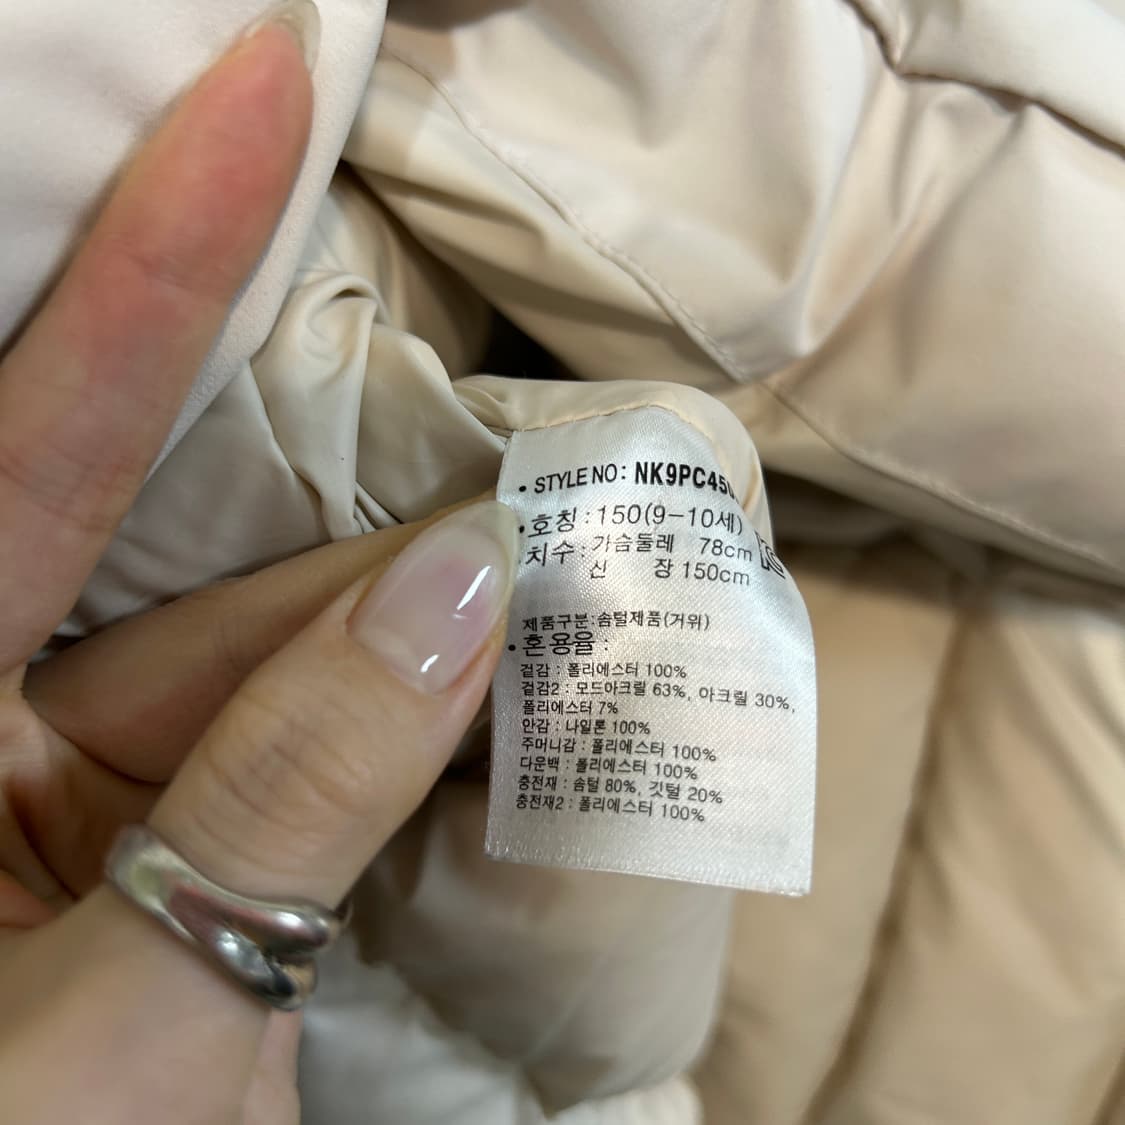 • STYLE NO: NK9PC45
• 호칭 : 150(9-10세)
치수 : 가슴둘레 78cm
신 장 150cm
제품구분:솜털제품(거위)
• 혼용율 :
겉감 : 폴리에스터 100%
겉감2 : 모드아크릴 63%, 아크릴 30%,
폴리에스터 7%
안감 : 나일론 100%
주머니감 : 폴리에스터 100%
다운백 : 폴리에스터 100%
충전재 : 솜털 80%, 깃털 20%
충전재2 : 폴리에스터 100%